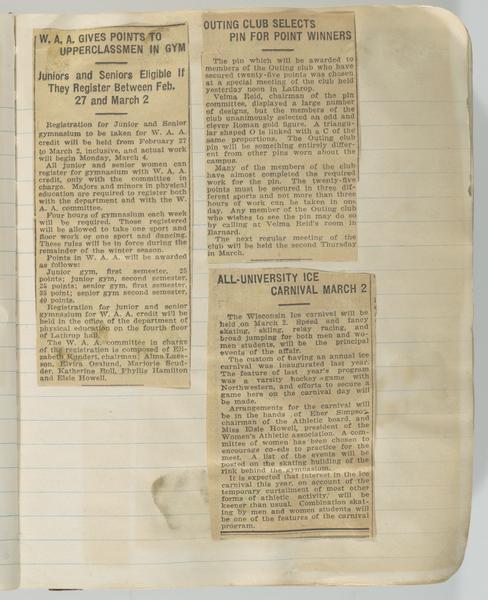 W. A. A. GIVES POINTS TO
UPPERCLASSMEN IN GYM
Juniors and Seniors Eligible If
They Register Between Feb.
27 and March 2
Registration for Junior and Senior
gymnasium to be taken for W. A. A.
credit will be held from February 27
to March 2, inclusive, and actual work
will begin Monday, March 4.
All junior and senior women can
register for gymnasium with W. A. A.
credit, only with the committee in
charge. Majors and minors in physical
education are required to register both
with the department and with the W.
A. A. committee.
Four hours of gymnasium each week
will be required. Those registered
will be allowed to take one sport and
floor work or one sport and dancing.
These rules will be in force during the
remainder of the winter season.
Points in W. A. A. will be awarded
as follows:
Junior gym, first semester, 25
points; junior gym, second semester,
25 points; senior gym, first semester,
35 point; senior gym second semester,
40 points.
Registration for junior and senior
gymnasium for W. A. A. credit will be
held in the office of the department of
physical education on the fourth floor
of Lathrop hall.
The W. A. A. committee in charge
of the registration is composed of Eli-
zabeth Kundert, chairman; Alma Lues-
son, Elvira Oeslund, Marjorie Scud-
der, Katherine Boll, Phyllis Hamilton
and Elsie Howell.
OUTING CLUB SELECTS
PIN FOR POINT WINNERS
The pin which will be awarded to
members of the Outing club who have
secured twenty-five points was chosen
at a special meeting of the club held
yesterday noon in Lathrop.
Velma Reid, chairman of the pin
committee, displayed a large number
of designs, but the members of the
club unanimously selected an odd and
clever Roman gold figure. A triangu-
lar shaped O is linked with a C of the
same proportions. The Outing club
pin will be something entirely differ-
ent from other pins worn about the
campus.
Many of the members of the club
have almost completed the required
work for the pin. The twenty-five
points must be secured in three dif-
ferent sports and no more than three
hours of work can be taken in one
day. Any member of the Outing club
who wishes to see the pin may do so
by calling at Velma Reid's room in
Barnard.
The next regular meeting of the
club will be held the second Thursday
in March.
ALL-UNIVERSITY ICE
CARNIVAL MARCH 2
The Wisconsin Ice carnival will be
held on March 2. Speed and fancy
skating, skiing, relay racing, and
broad jumping for both men and wo-
men students, will be the principal
events of the affair.
The custom of having an annual ice
carnival was inaugurated last year.
The feature of last year's program
was a varsity hockey game with
Northwestern, and efforts to secure a
game here on the carnival day will
be made.
Arrangements for the carnival will
be in the hands of Eber Simpson,
chairman of the Athletic board, and
Miss Elsie Howell, president of the
Women's Athletic association. A com-
mittee of women has been chosen to
encourage co-eds to practice for the
meet. A list of the events will be
posted on the skating building of the
rink behind the gymnasium.
It is expected that interest in the ice
carnival this year, on account of the
temporary curtailment of most other
forms of athletic activity, will be
keener than usual. Combination skat-
ing by men and women students will
be one of the features of the carnival
program.